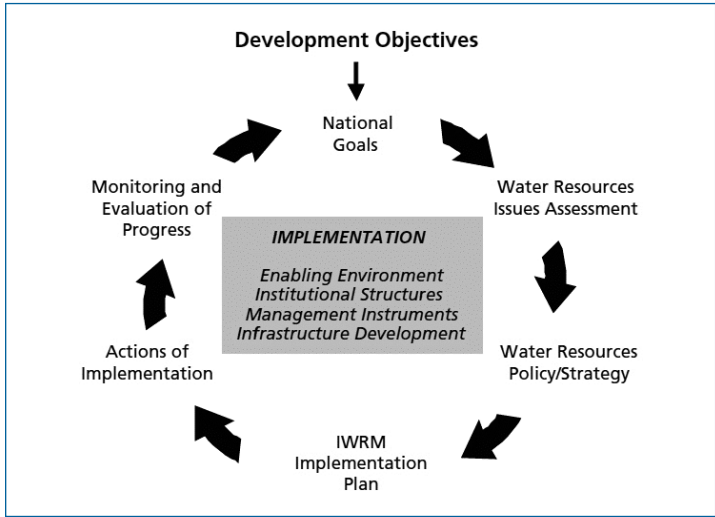 Development Objectives
National
Goals
Water Resources
Issues Assessment
Water Resources
Policy/Strategy
IWRM
Implementation
Plan
Actions of
Implementation
Monitoring and
Evaluation of
Progress
IMPLEMENTATION
Enabling Environment
Institutional Structures
Management Instruments
Infrastructure Development